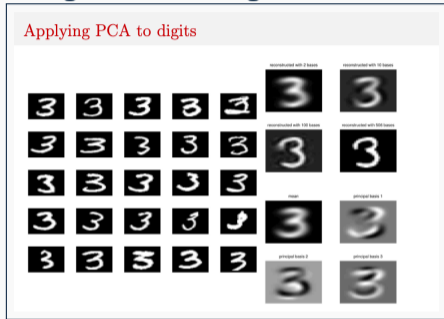 Applying PCA to digits
reconstructed with 2 bases
reconstructed with 10 bases
reconstructed with 100 bases
reconstructed with 506 bases
mean
principal basis 1
principal basis 2
principal basis 3